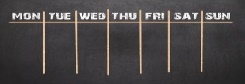 MON TUE WED THU FRI SAT SUN